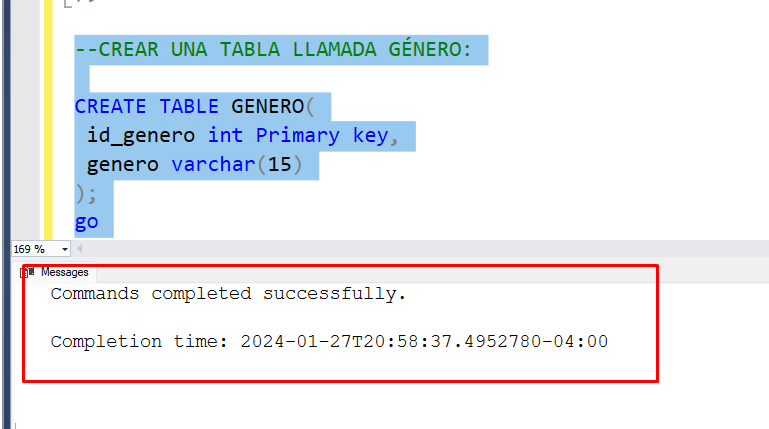 --CREAR UNA TABLA LLAMADA GÉNERO:
CREATE TABLE GENERO(
id_genero int Primary key,
genero varchar(15)
);
go
169 %
Messages
Commands completed successfully.
Completion time: 2024-01-27T20:58:37.4952780-04:00